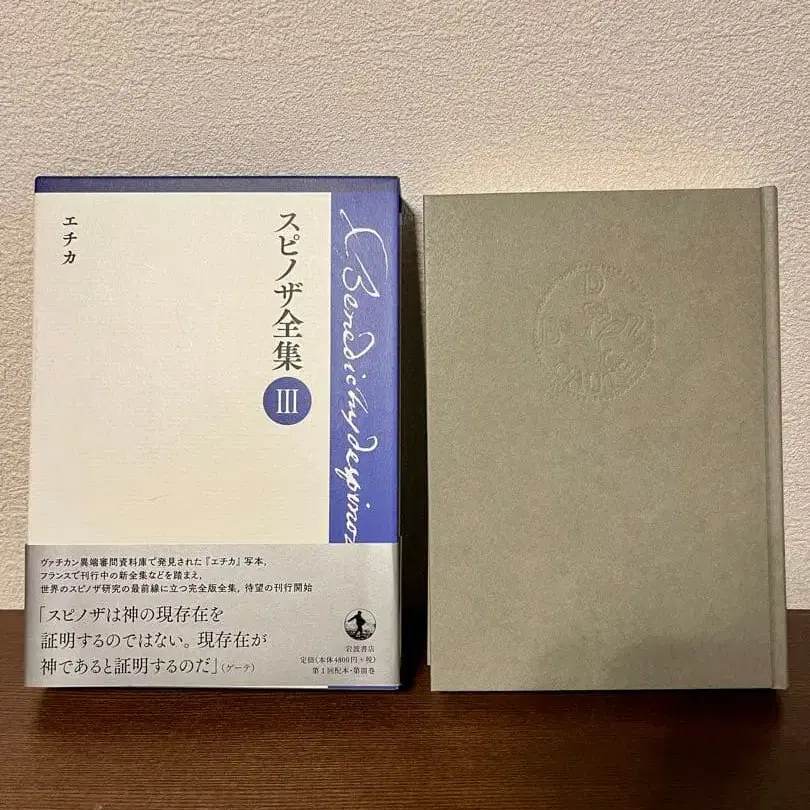 エチカ
スピノザ全集
III
Benedictus despinoz
ヴァチカン異端審問資料庫で発見された『エチカ』写本,
フランスで刊行中の新全集などを踏まえ,
世界のスピノザ研究の最前線に立つ完全版全集, 待望の刊行開始
「スピノザは神の現存在を
証明するのではない。現存在が
神であると証明するのだ」(ゲーテ)
岩波書店
定価(本体4800円+税)
第1回配本・第III巻